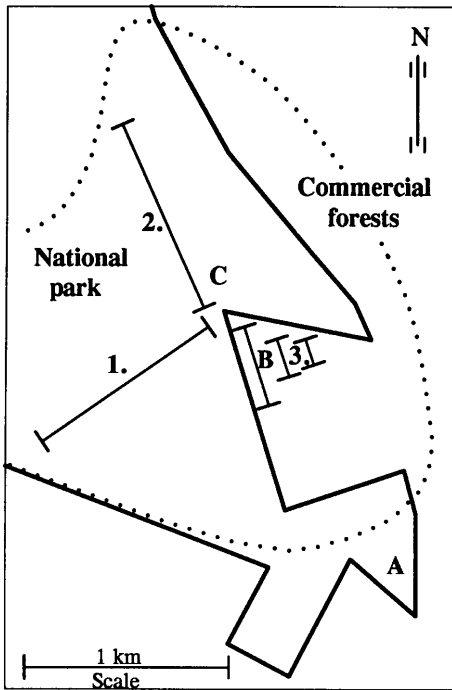 N
Commercial
forests
2.
C
National
park
B
3.
1.
A
1 km
Scale